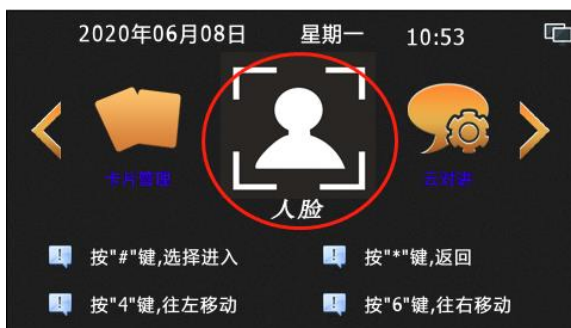 2020年06月08日 星期一 10:53
卡片管理 人脸 云对讲
按"#"键,选择进入 按"*"键,返回
按"4"键,往左移动 按"6"键,往右移动